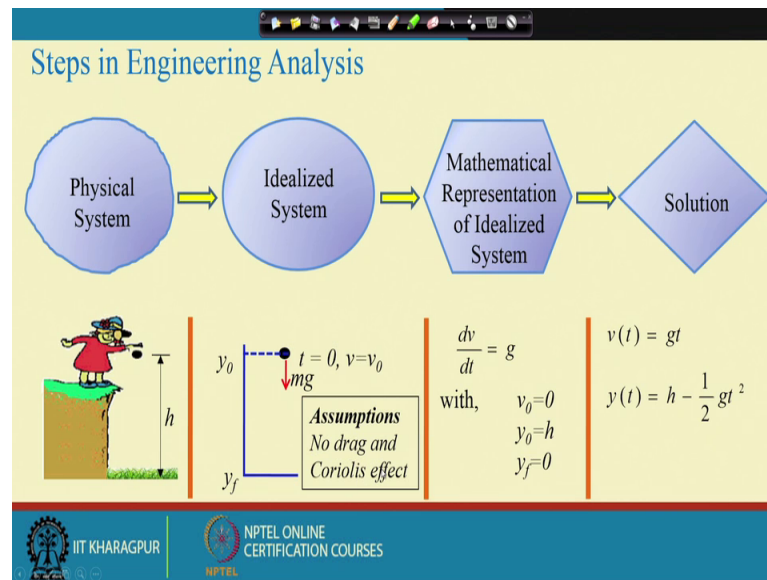 Steps in Engineering Analysis
Physical
System
Idealized
System
Mathematical
Representation
of Idealized
System
Solution
h
y₀
t = 0, v=v₀
mg
Assumptions
No drag and
Coriolis effect
y_f
dv/dt = g
with, v₀=0
y₀=h
y_f=0
v(t) = gt
y(t) = h - 1/2 gt²
IIT KHARAGPUR
NPTEL
NPTEL ONLINE
CERTIFICATION COURSES